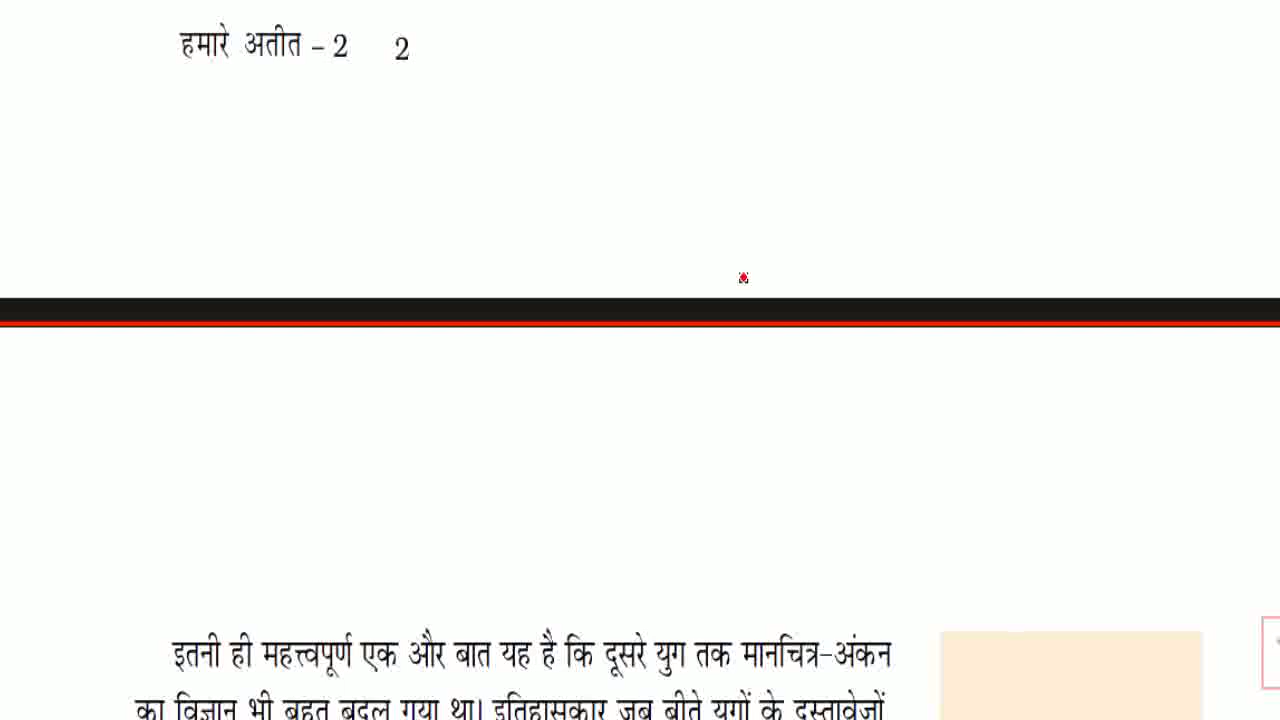 हमारे अतीत – 2 2
इतनी ही महत्त्वपूर्ण एक और बात यह है कि दूसरे युग तक मानचित्र-अंकन
का विज्ञान भी बहुत बदल गया था। इतिहासकार जब बीते युगों के दस्तावेज़ों